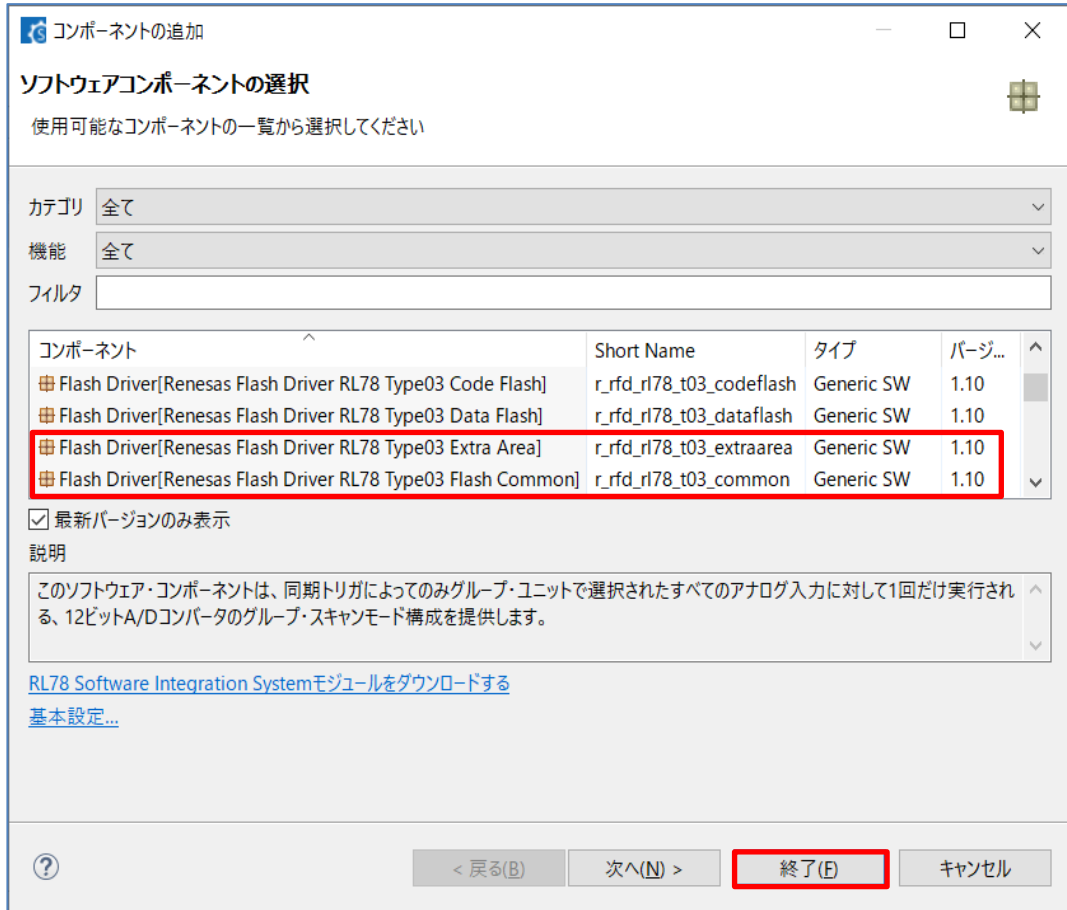 コンポーネントの追加
ソフトウェアコンポーネントの選択
使用可能なコンポーネントの一覧から選択してください
カテゴリ 全て
機能 全て
フィルタ
コンポーネント Short Name タイプ バージ...
Flash Driver[Renesas Flash Driver RL78 Type03 Code Flash] r_rfd_rl78_t03_codeflash Generic SW 1.10
Flash Driver[Renesas Flash Driver RL78 Type03 Data Flash] r_rfd_rl78_t03_dataflash Generic SW 1.10
Flash Driver[Renesas Flash Driver RL78 Type03 Extra Area] r_rfd_rl78_t03_extraarea Generic SW 1.10
Flash Driver[Renesas Flash Driver RL78 Type03 Flash Common] r_rfd_rl78_t03_common Generic SW 1.10
最新バージョンのみ表示
説明
このソフトウェア・コンポーネントは、同期トリガによってのみグループ・ユニットで選択されたすべてのアナログ入力に対して1回だけ実行され
る、12ビットA/Dコンバータのグループ・スキャンモード構成を提供します。
RL78 Software Integration Systemモジュールをダウンロードする
基本設定...
< 戻る(B) 次へ(N) > 終了(F) キャンセル